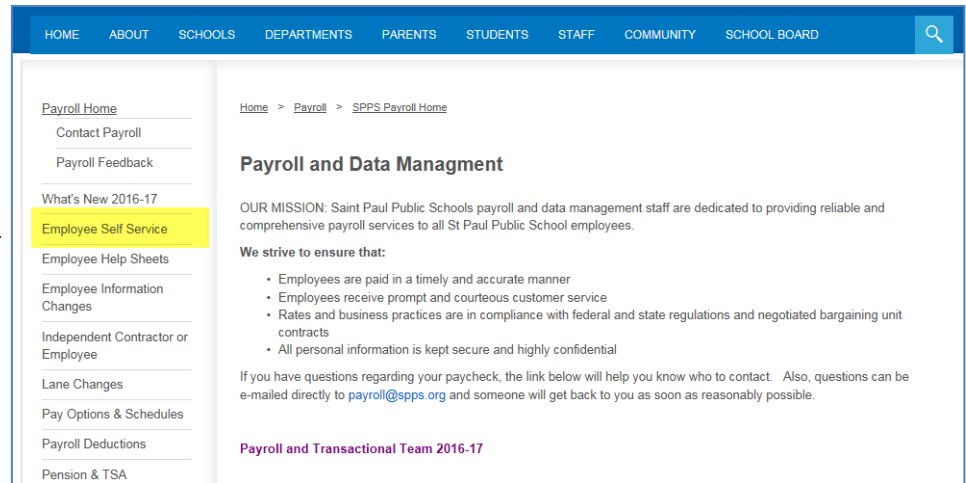 HOME ABOUT SCHOOLS DEPARTMENTS PARENTS STUDENTS STAFF COMMUNITY SCHOOL BOARD
Payroll Home
Contact Payroll
Payroll Feedback
What's New 2016-17
Employee Self Service
Employee Help Sheets
Employee Information
Changes
Independent Contractor or
Employee
Lane Changes
Pay Options & Schedules
Payroll Deductions
Pension & TSA
Home > Payroll > SPPS Payroll Home
Payroll and Data Managment
OUR MISSION: Saint Paul Public Schools payroll and data management staff are dedicated to providing reliable and
comprehensive payroll services to all St Paul Public School employees.
We strive to ensure that:
• Employees are paid in a timely and accurate manner
• Employees receive prompt and courteous customer service
• Rates and business practices are in compliance with federal and state regulations and negotiated bargaining unit
contracts
• All personal information is kept secure and highly confidential
If you have questions regarding your paycheck, the link below will help you know who to contact. Also, questions can be
e-mailed directly to payroll@spps.org and someone will get back to you as soon as reasonably possible.
Payroll and Transactional Team 2016-17